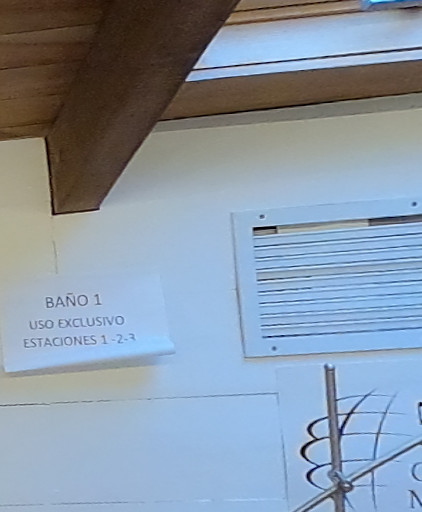 BAÑO 1
USO EXCLUSIVO
ESTACIONES 1-2-3